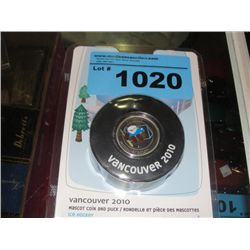 Lot #
1020
vancouver 2010
vancouver 2010
mascot coin and puck / rondelle et pièce des mascottes
ice hockey